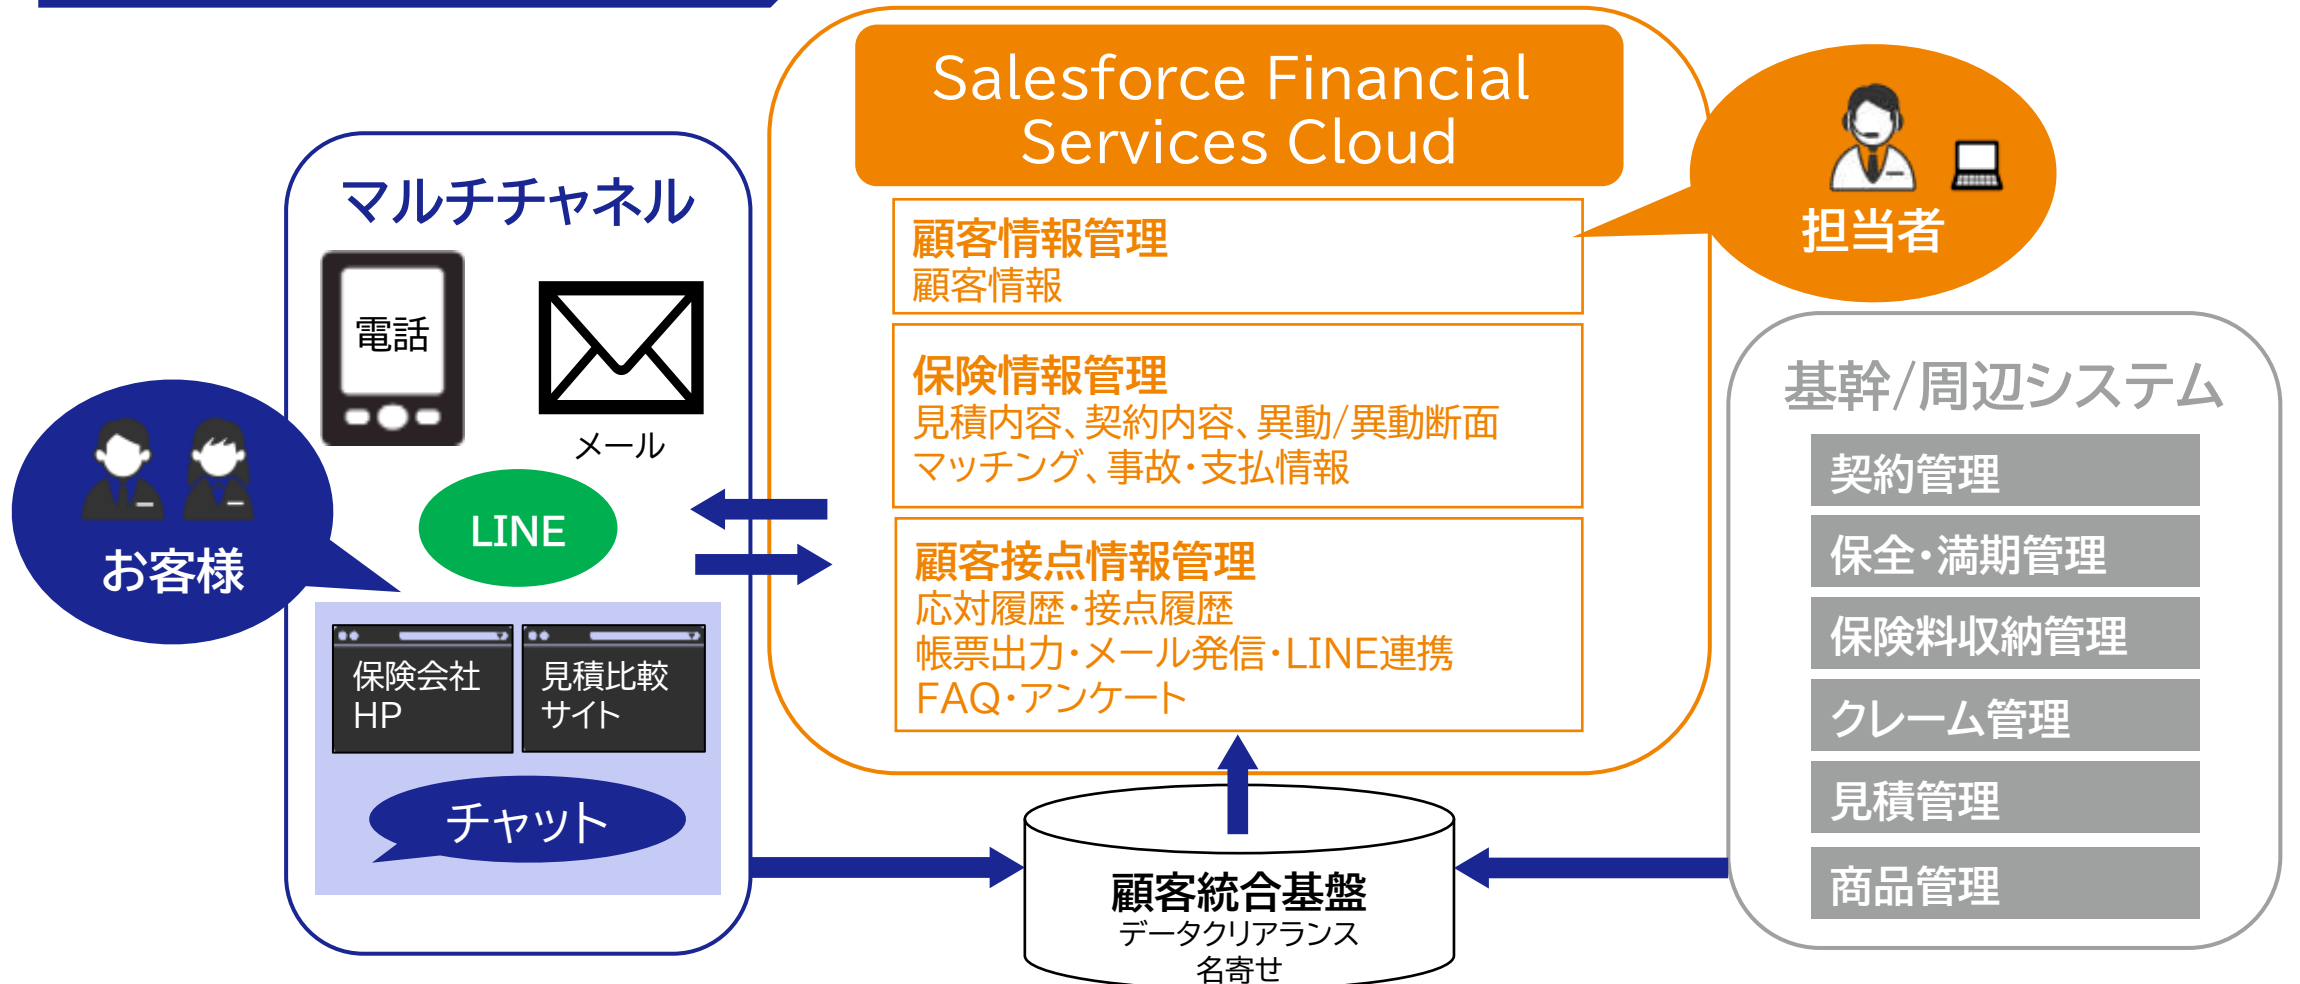 Salesforce Financial
Services Cloud
担当者
マルチチャネル
電話
メール
LINE
お客様
保険会社
HP
見積比較
サイト
チャット
顧客情報管理
顧客情報
保険情報管理
見積内容、契約内容、異動/異動断面
マッチング、事故・支払情報
顧客接点情報管理
応対履歴・接点履歴
帳票出力・メール発信・LINE連携
FAQ・アンケート
顧客統合基盤
データクリアランス
名寄せ
基幹/周辺システム
契約管理
保全・満期管理
保険料収納管理
クレーム管理
見積管理
商品管理